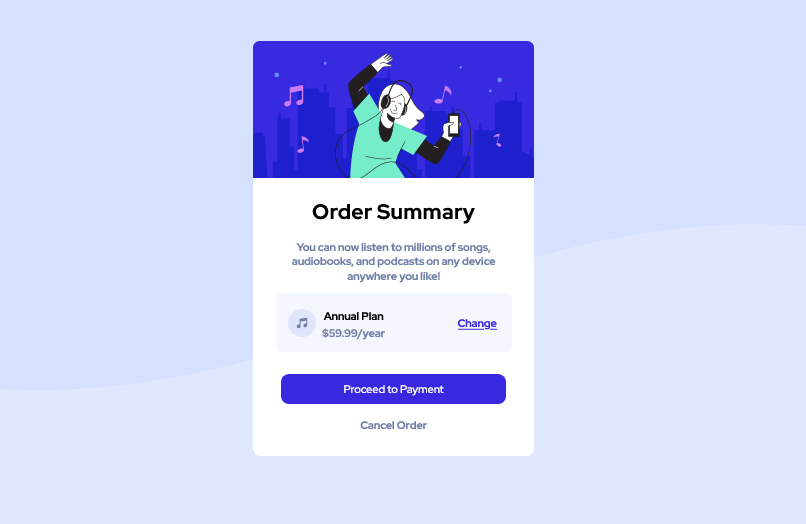 Order Summary
You can now listen to millions of songs,
audiobooks, and podcasts on any device
anywhere you like!
Annual Plan
$59.99/year
Change
Proceed to Payment
Cancel Order